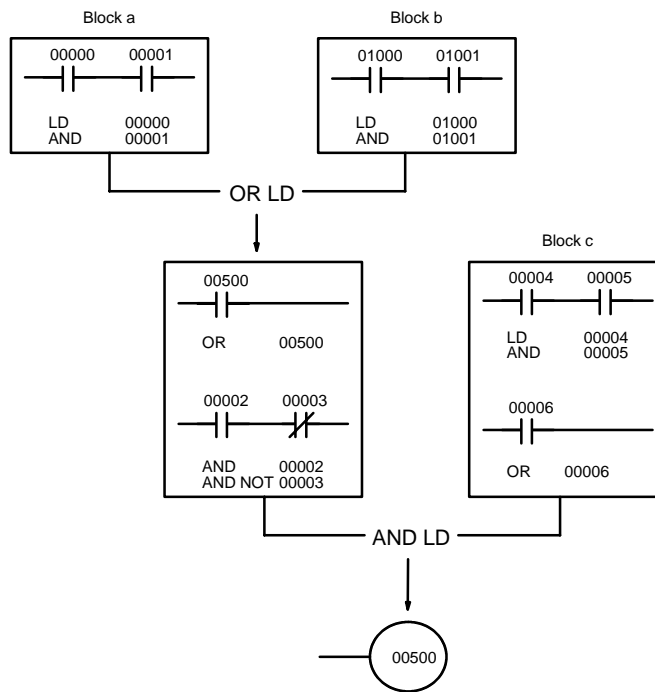 Block a
00000 00001
LD 00000
AND 00001
Block b
01000 01001
LD 01000
AND 01001
OR LD
00500
OR 00500
00002 00003
AND 00002
AND NOT 00003
Block c
00004 00005
LD 00004
AND 00005
00006
OR 00006
AND LD
00500